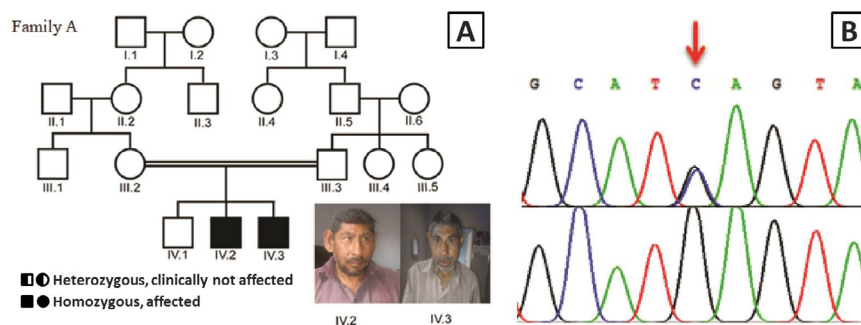 Family A
A
B
I.1 I.2 I.3 I.4
G C A T C A G T A
II.1 II.2 II.3 II.4 II.5 II.6
III.1 III.2 III.3 III.4 III.5
IV.1 IV.2 IV.3
Heterozygous, clinically not affected
Homozygous, affected
IV.2 IV.3